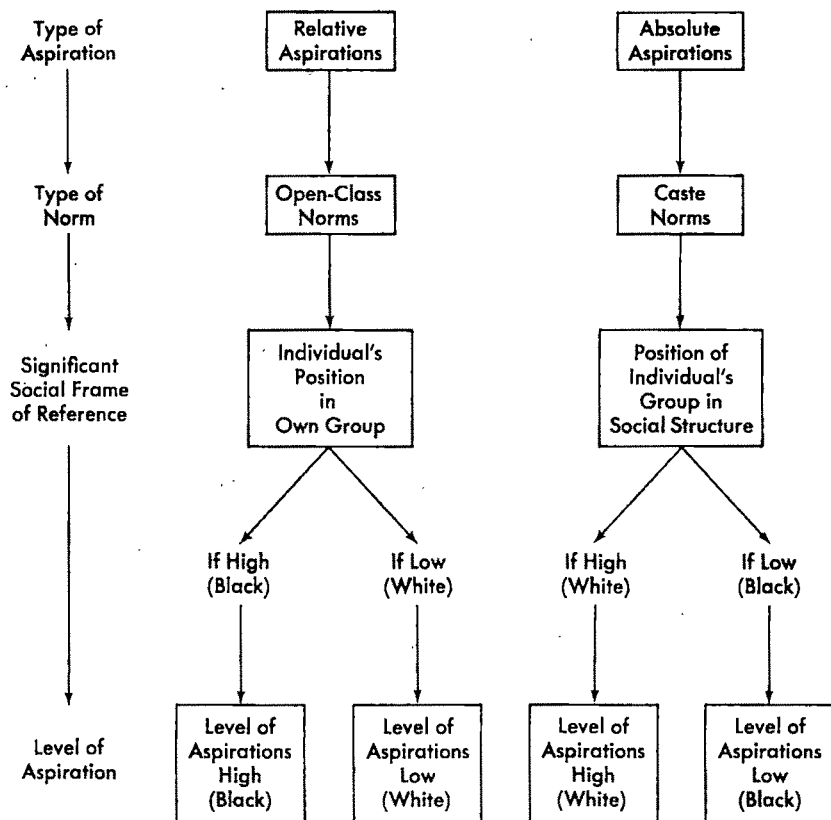 Type of
Aspiration
Relative
Aspirations
Absolute
Aspirations
Type of
Norm
Open-Class
Norms
Caste
Norms
Significant
Social Frame
of Reference
Individual's
Position
in
Own Group
Position of
Individual's
Group in
Social Structure
If High
(Black)
If Low
(White)
If High
(White)
If Low
(Black)
Level of
Aspiration
Level of
Aspirations
High
(Black)
Level of
Aspirations
Low
(White)
Level of
Aspirations
High
(White)
Level of
Aspirations
Low
(Black)